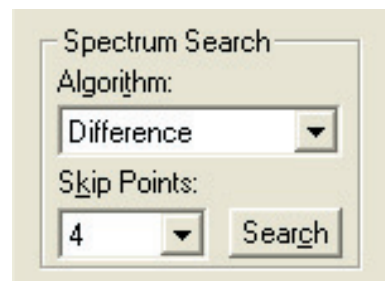 Spectrum Search
Algorithm:
Difference
Skip Points:
4 Search